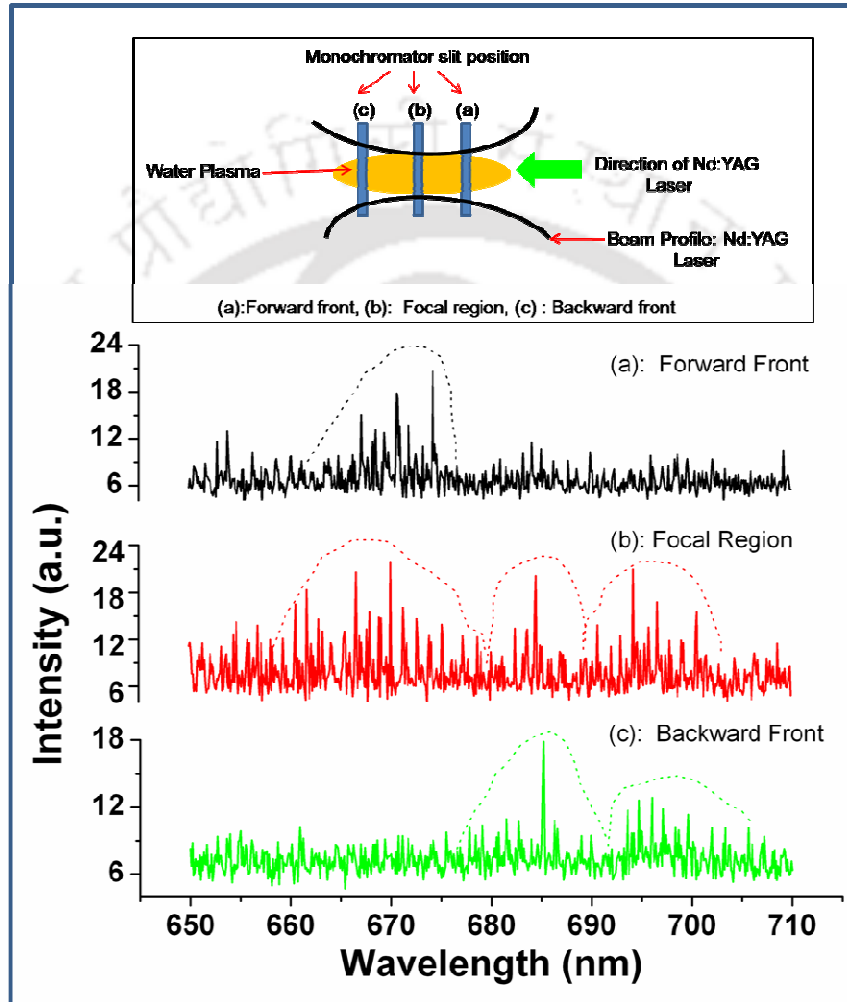 Monochromator slit position
(c) (b) (a)
Water Plasma
Direction of Nd:YAG
Laser
Beam Profile: Nd:YAG
Laser
(a):Forward front, (b): Focal region, (c) : Backward front
24
18
12
6
(a): Forward Front
24
18
12
6
(b): Focal Region
18
12
6
(c): Backward Front
Intensity (a.u.)
650 660 670 680 690 700 710
Wavelength (nm)